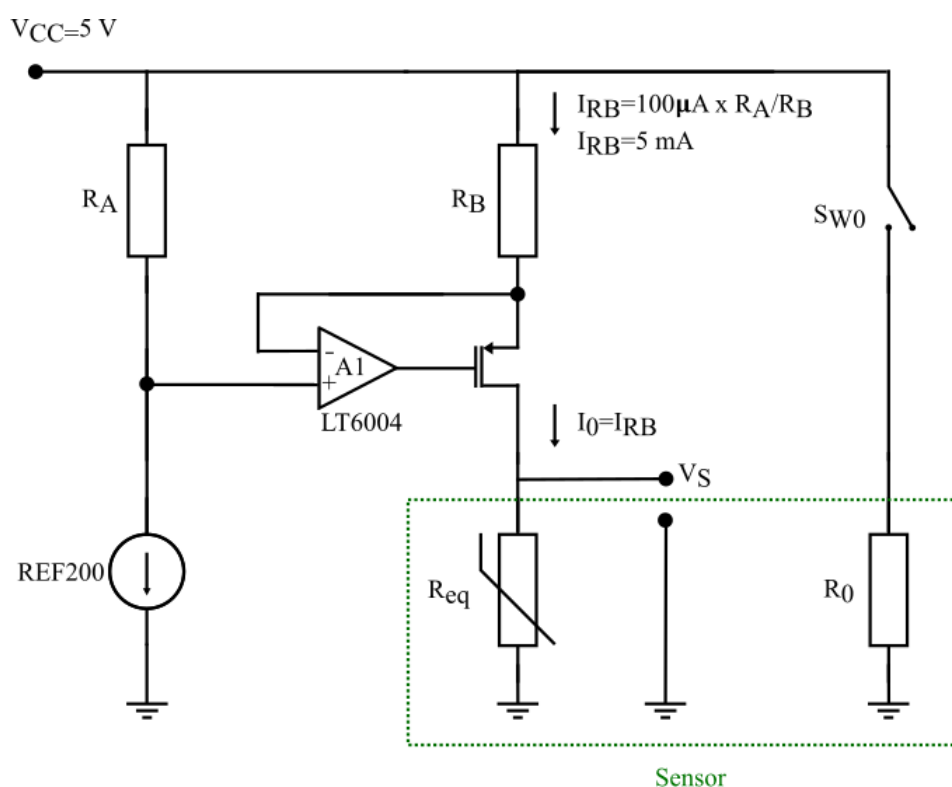 VCC=5 V
IRB=100μA x RA/RB
IRB=5 mA
RA
RB
SW0
-
A1
+
LT6004
I0=IRB
VS
REF200
Req
R0
Sensor